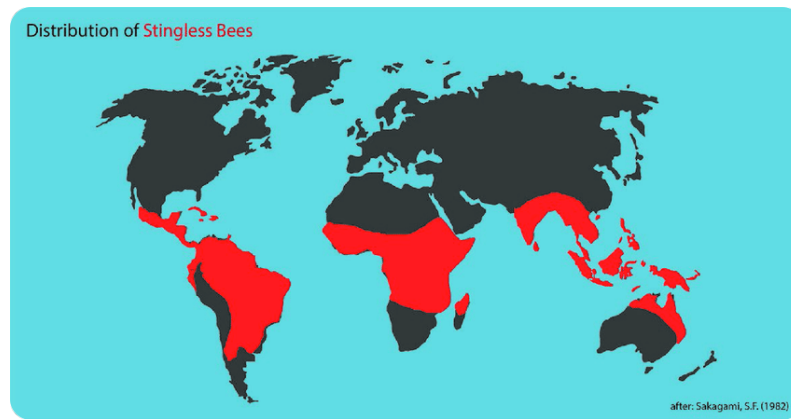 Distribution of Stingless Bees
after: Sakagami, S.F. (1982)